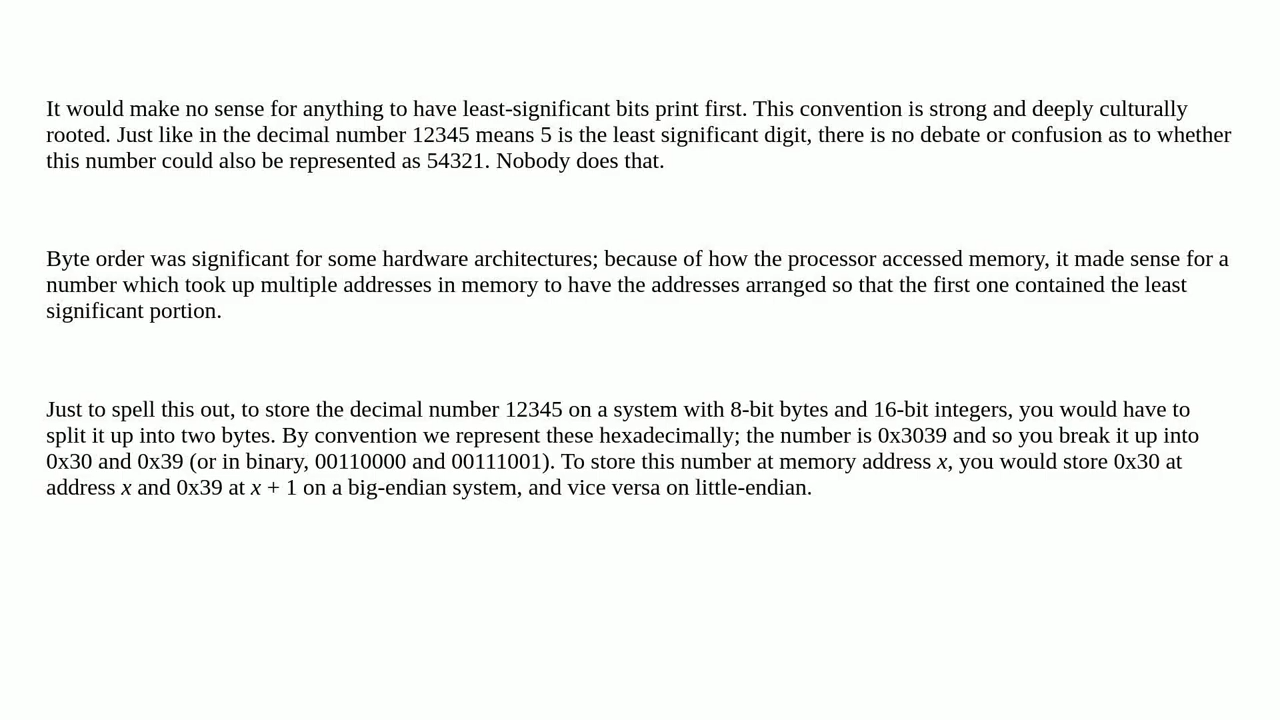 It would make no sense for anything to have least-significant bits print first. This convention is strong and deeply culturally
rooted. Just like in the decimal number 12345 means 5 is the least significant digit, there is no debate or confusion as to whether
this number could also be represented as 54321. Nobody does that.
Byte order was significant for some hardware architectures; because of how the processor accessed memory, it made sense for a
number which took up multiple addresses in memory to have the addresses arranged so that the first one contained the least
significant portion.
Just to spell this out, to store the decimal number 12345 on a system with 8-bit bytes and 16-bit integers, you would have to
split it up into two bytes. By convention we represent these hexadecimally; the number is 0x3039 and so you break it up into
0x30 and 0x39 (or in binary, 00110000 and 00111001). To store this number at memory address x, you would store 0x30 at
address x and 0x39 at x + 1 on a big-endian system, and vice versa on little-endian.